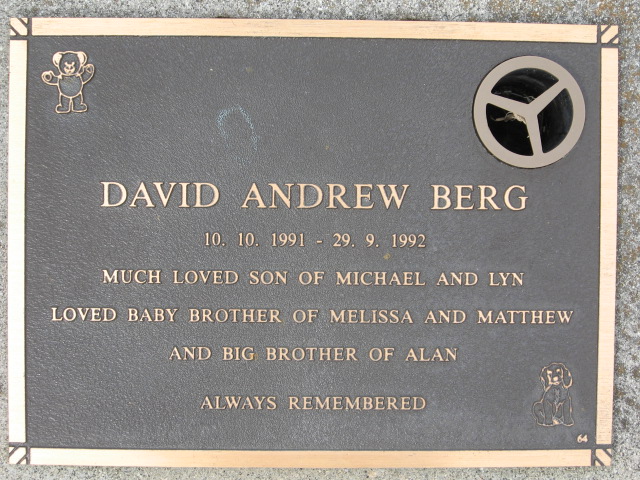 DAVID ANDREW BERG
10. 10. 1991 - 29. 9. 1992
MUCH LOVED SON OF MICHAEL AND LYN
LOVED BABY BROTHER OF MELISSA AND MATTHEW
AND BIG BROTHER OF ALAN
ALWAYS REMEMBERED
64